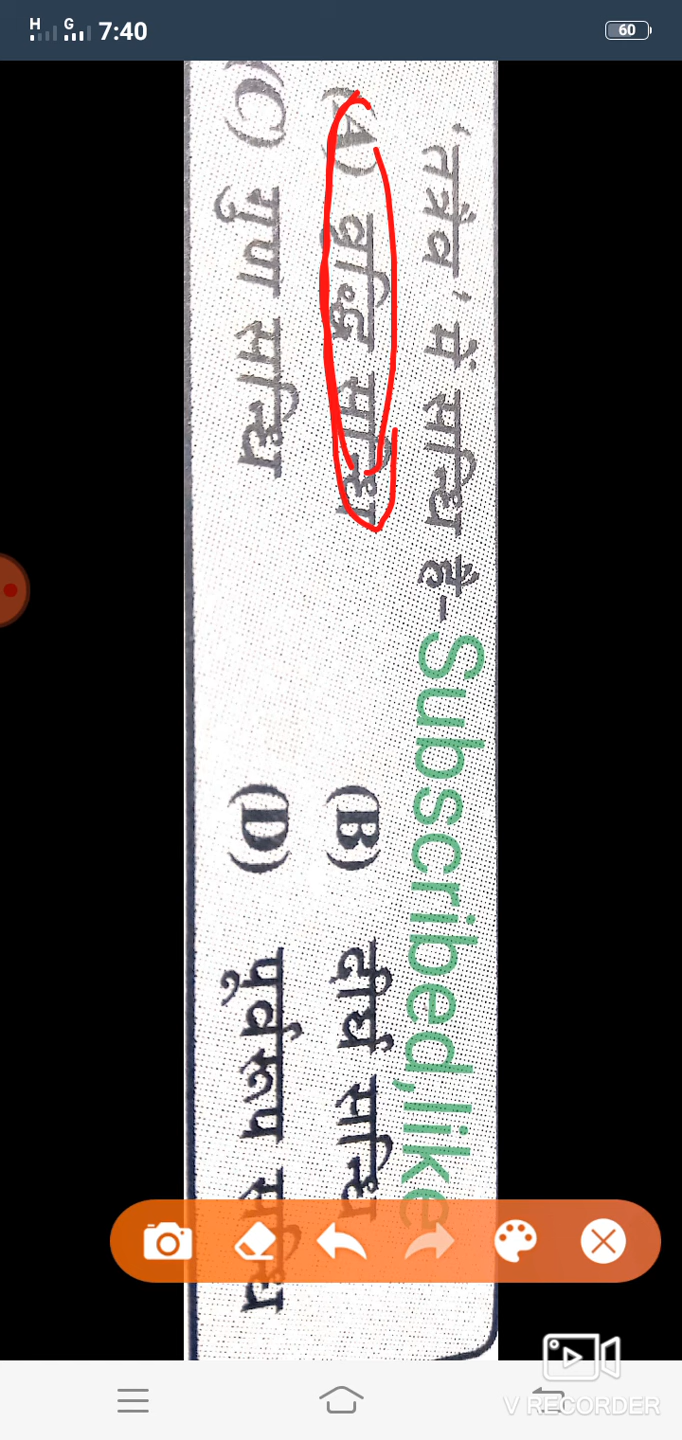 H G 7:40 60
'तत्रैव' में सन्धि है- Subscribed,like
(A) वृद्धि सन्धि (B) दीर्घ सन्धि
(C) गुण सन्धि (D) पूर्वरूप सन्धि
V RECORDER